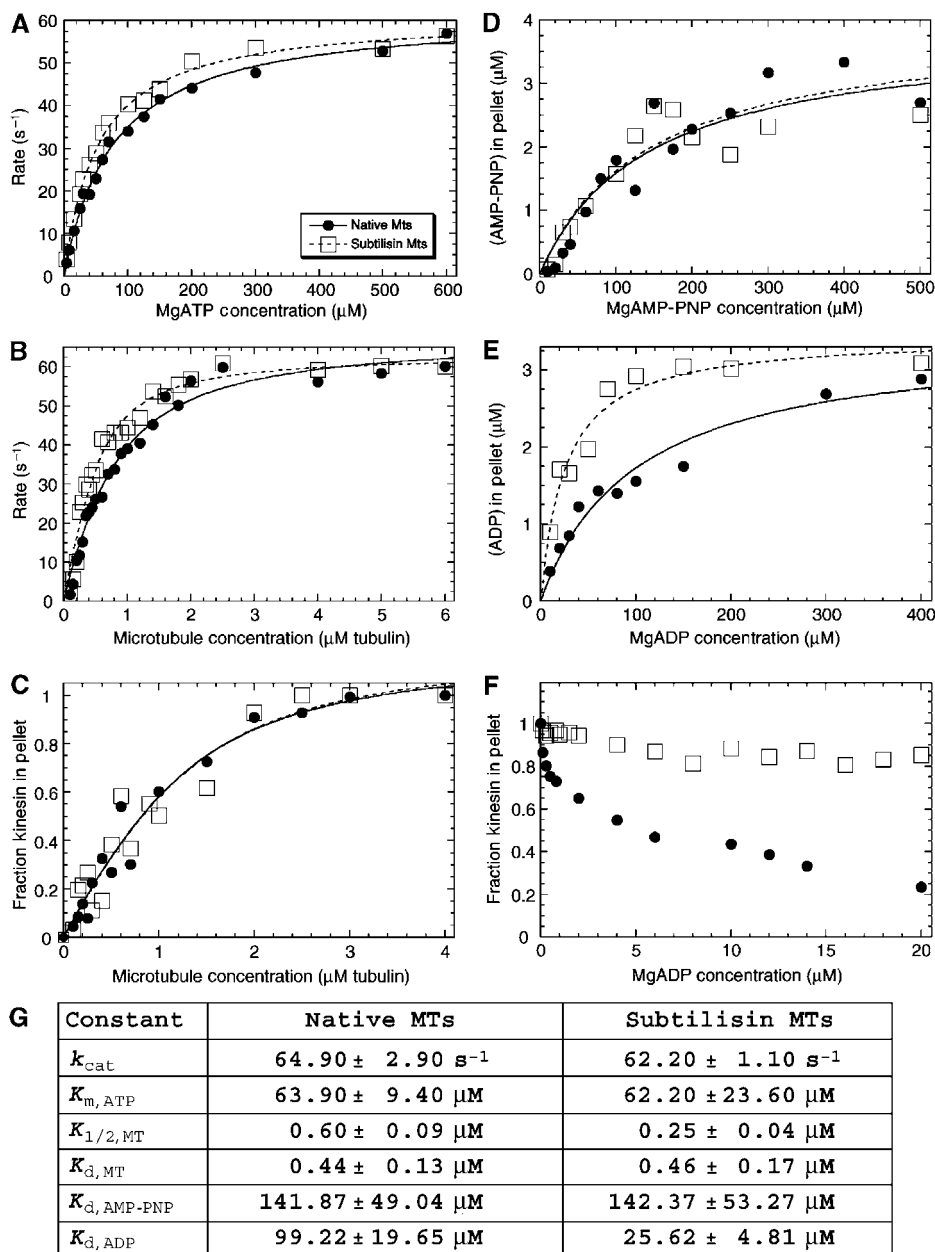 A
Rate (s⁻¹)
60
50
40
30
20
10
0
0 100 200 300 400 500 600
MgATP concentration (µM)
Native Mts
Subtilisin Mts
D
(AMP-PNP) in pellet (µM)
4
3
2
1
0
0 100 200 300 400 500
MgAMP-PNP concentration (µM)
B
Rate (s⁻¹)
60
50
40
30
20
10
0
0 1 2 3 4 5 6
Microtubule concentration (µM tubulin)
E
(ADP) in pellet (µM)
3
2
1
0
0 100 200 300 400
MgADP concentration (µM)
C
Fraction kinesin in pellet
1
0.8
0.6
0.4
0.2
0
0 1 2 3 4
Microtubule concentration (µM tubulin)
F
Fraction kinesin in pellet
1
0.8
0.6
0.4
0.2
0
0 5 10 15 20
MgADP concentration (µM)
G
Constant Native MTs Subtilisin MTs
kcat 64.90 ± 2.90 s⁻¹ 62.20 ± 1.10 s⁻¹
Km,ATP 63.90 ± 9.40 µM 62.20 ± 23.60 µM
K1/2,MT 0.60 ± 0.09 µM 0.25 ± 0.04 µM
Kd,MT 0.44 ± 0.13 µM 0.46 ± 0.17 µM
Kd,AMP-PNP 141.87 ± 49.04 µM 142.37 ± 53.27 µM
Kd,ADP 99.22 ± 19.65 µM 25.62 ± 4.81 µM